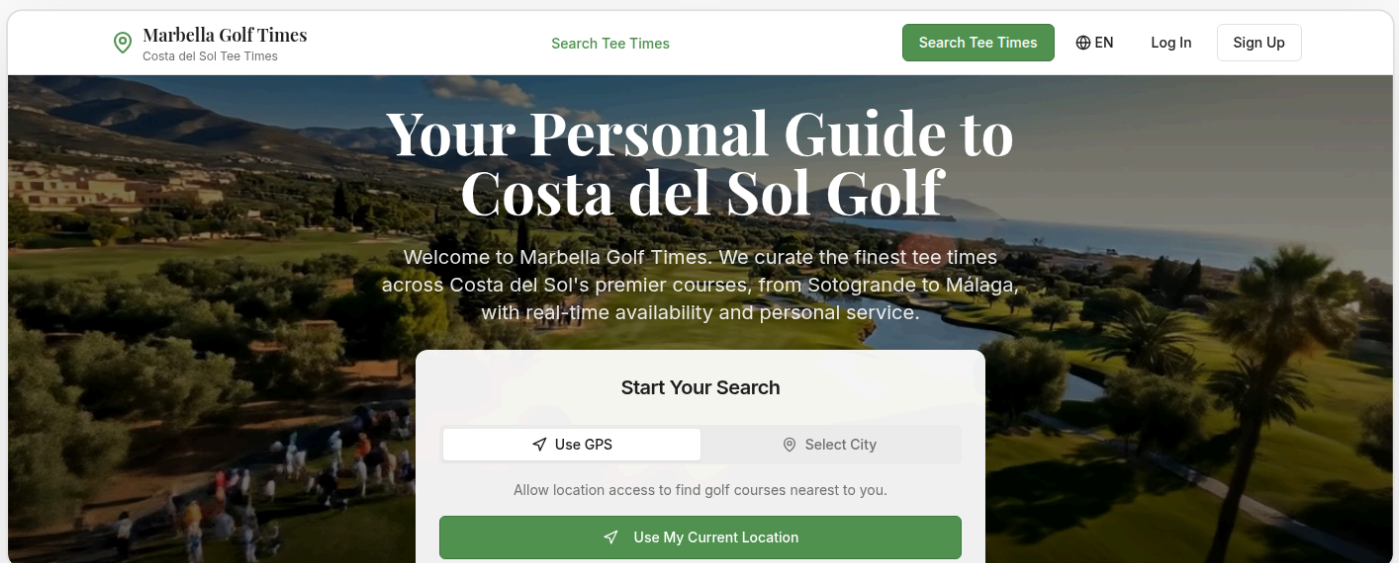 Marbella Golf Times
Costa del Sol Tee Times
Search Tee Times
Search Tee Times
EN
Log In
Sign Up
Your Personal Guide to
Costa del Sol Golf
Welcome to Marbella Golf Times. We curate the finest tee times
across Costa del Sol's premier courses, from Sotogrande to Málaga,
with real-time availability and personal service.
Start Your Search
Use GPS
Select City
Allow location access to find golf courses nearest to you.
Use My Current Location